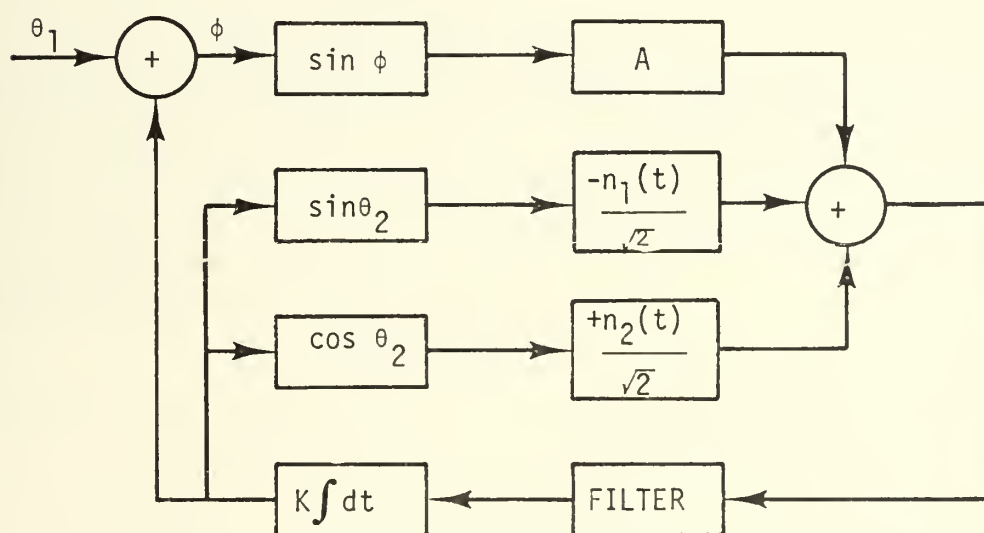 θ1
ϕ
+
sin ϕ
A
sinθ2
-n1(t)
√2
+
cos θ2
+n2(t)
√2
K∫dt
FILTER